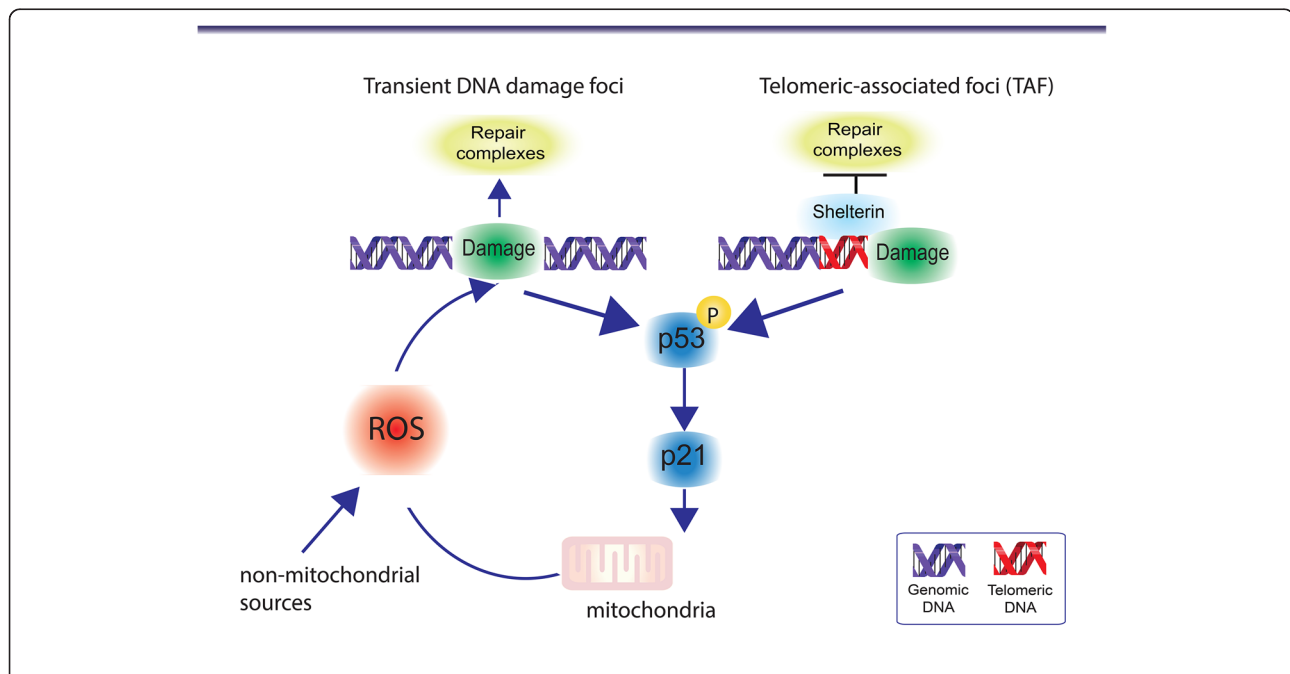 Transient DNA damage foci
Telomeric-associated foci (TAF)
Repair
complexes
Repair
complexes
Shelterin
Damage
Damage
P
p53
ROS
p21
non-mitochondrial
sources
mitochondria
Genomic
DNA
Telomeric
DNA